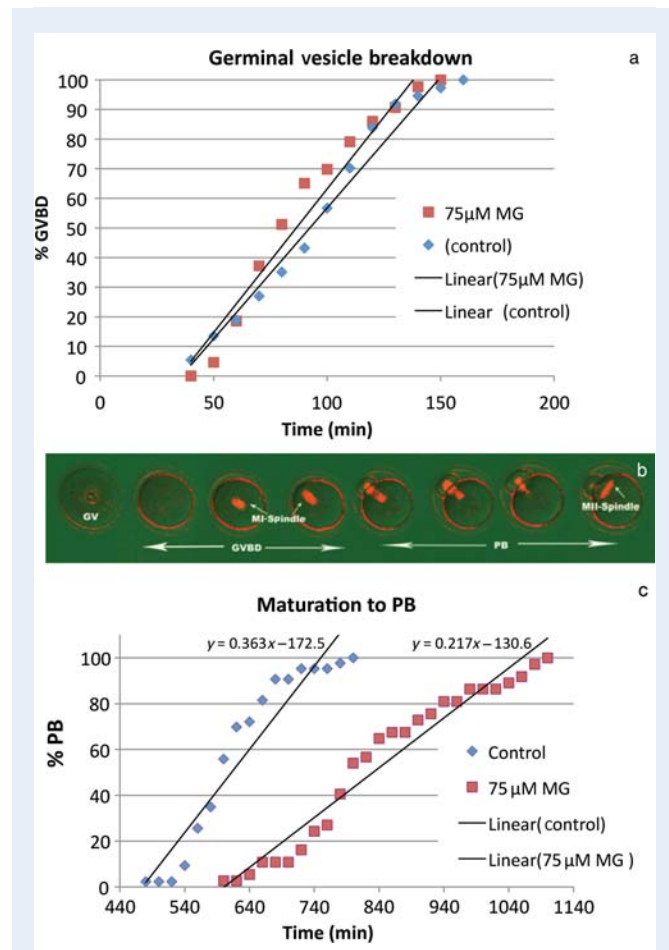 Germinal vesicle breakdown
a
100
90
80
70
60
50
40
30
20
10
0
% GVBD
75μM MG
(control)
Linear(75μM MG)
Linear (control)
0 50 100 150 200
Time (min)
b
GV
MI-Spindle
MII-Spindle
GVBD
PB
c
Maturation to PB
y = 0.363x−172.5
y = 0.217x−130.6
100
80
60
40
20
0
% PB
Control
75 μM MG
Linear(control)
Linear(75 μM MG )
440 540 640 740 840 940 1040 1140
Time (min)